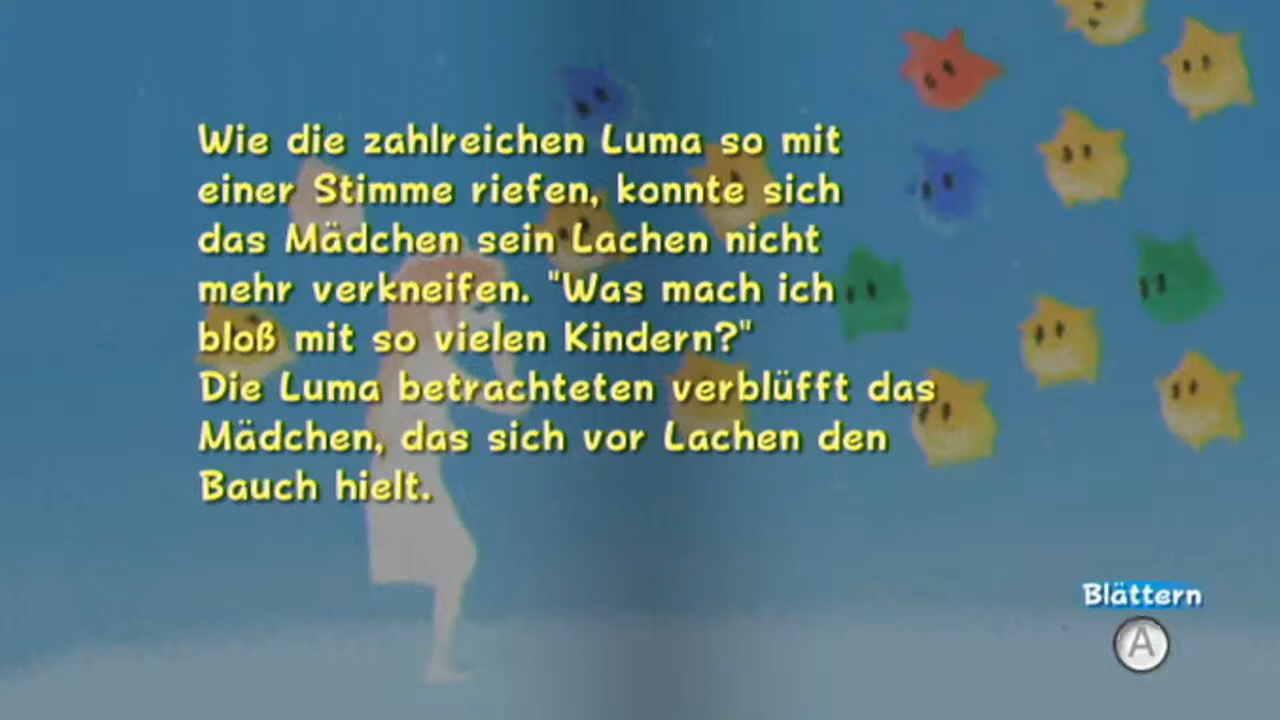 Wie die zahlreichen Luma so mit
einer Stimme riefen, konnte sich
das Mädchen sein Lachen nicht
mehr verkneifen. "Was mach ich
bloß mit so vielen Kindern?"
Die Luma betrachteten verblüfft das
Mädchen, das sich vor Lachen den
Bauch hielt.
Blättern
A